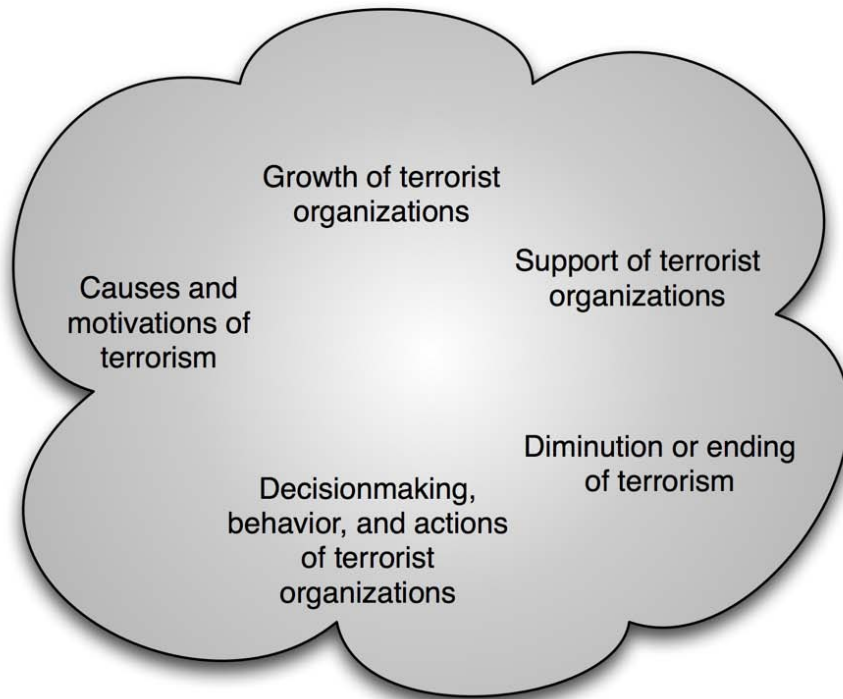 Growth of terrorist
organizations
Support of terrorist
organizations
Causes and
motivations of
terrorism
Diminution or ending
of terrorism
Decisionmaking,
behavior, and actions
of terrorist
organizations